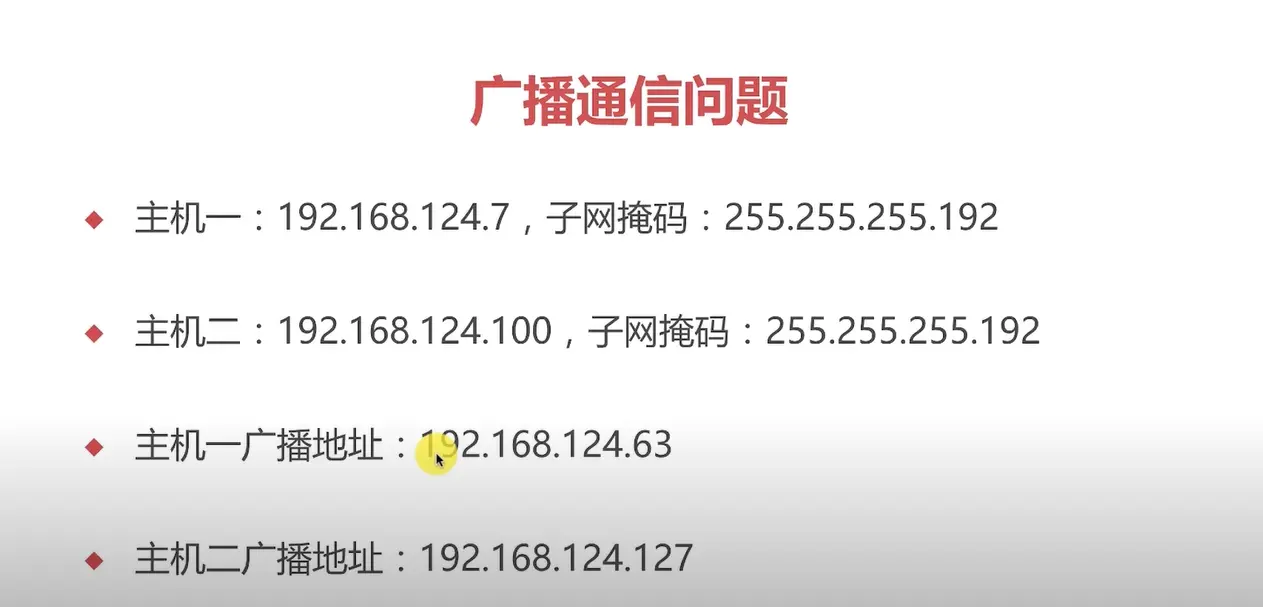 广播通信问题
主机一：192.168.124.7，子网掩码：255.255.255.192
主机二：192.168.124.100，子网掩码：255.255.255.192
主机一广播地址：192.168.124.63
主机二广播地址：192.168.124.127